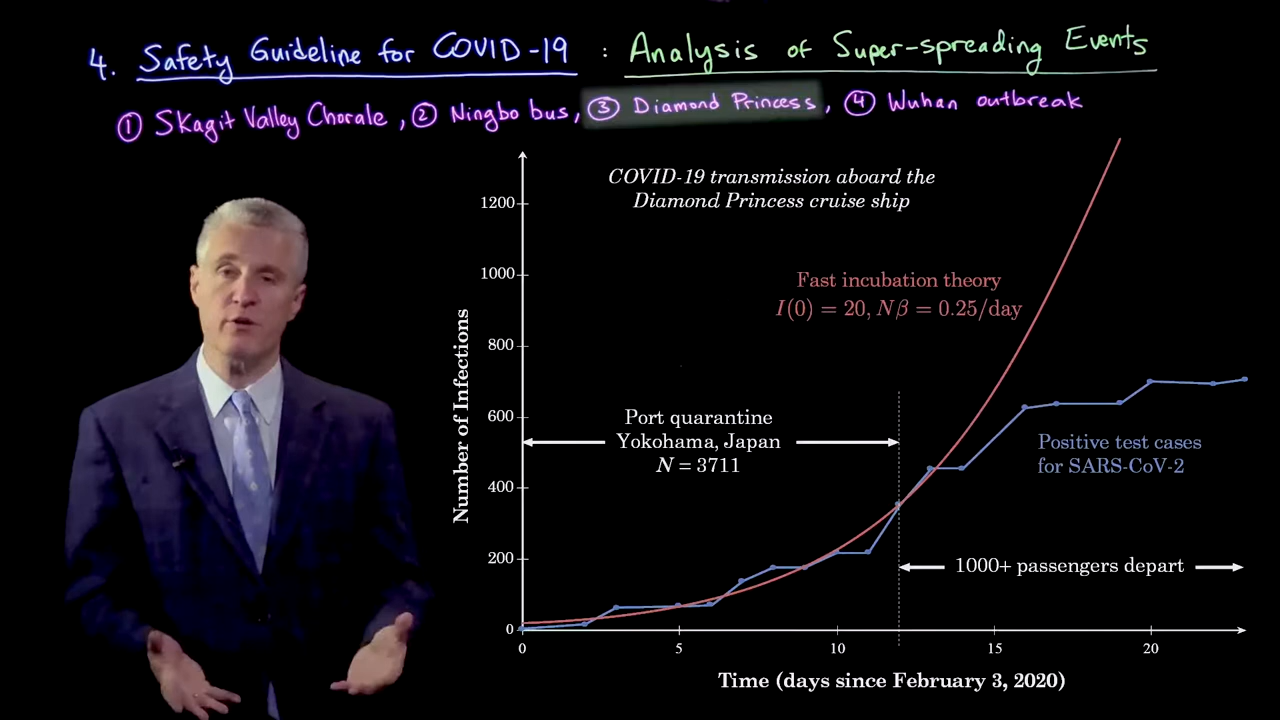 4. Safety Guideline for COVID-19 : Analysis of Super-spreading Events
① Skagit Valley Chorale, ② Ningbo bus, ③ Diamond Princess, ④ Wuhan outbreak
COVID-19 transmission aboard the
Diamond Princess cruise ship
Fast incubation theory
I(0) = 20, Nβ = 0.25/day
Port quarantine
Yokohama, Japan
N = 3711
Positive test cases
for SARS-CoV-2
1000+ passengers depart
Number of Infections
1200
1000
800
600
400
200
0
0 5 10 15 20
Time (days since February 3, 2020)